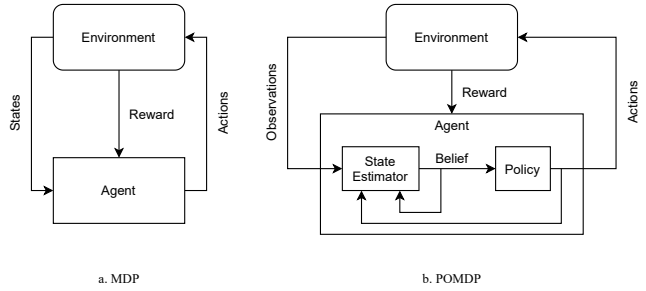 Environment
States
Reward
Actions
Agent
a. MDP
Environment
Observations
Reward
Actions
Agent
State
Estimator
Belief
Policy
b. POMDP